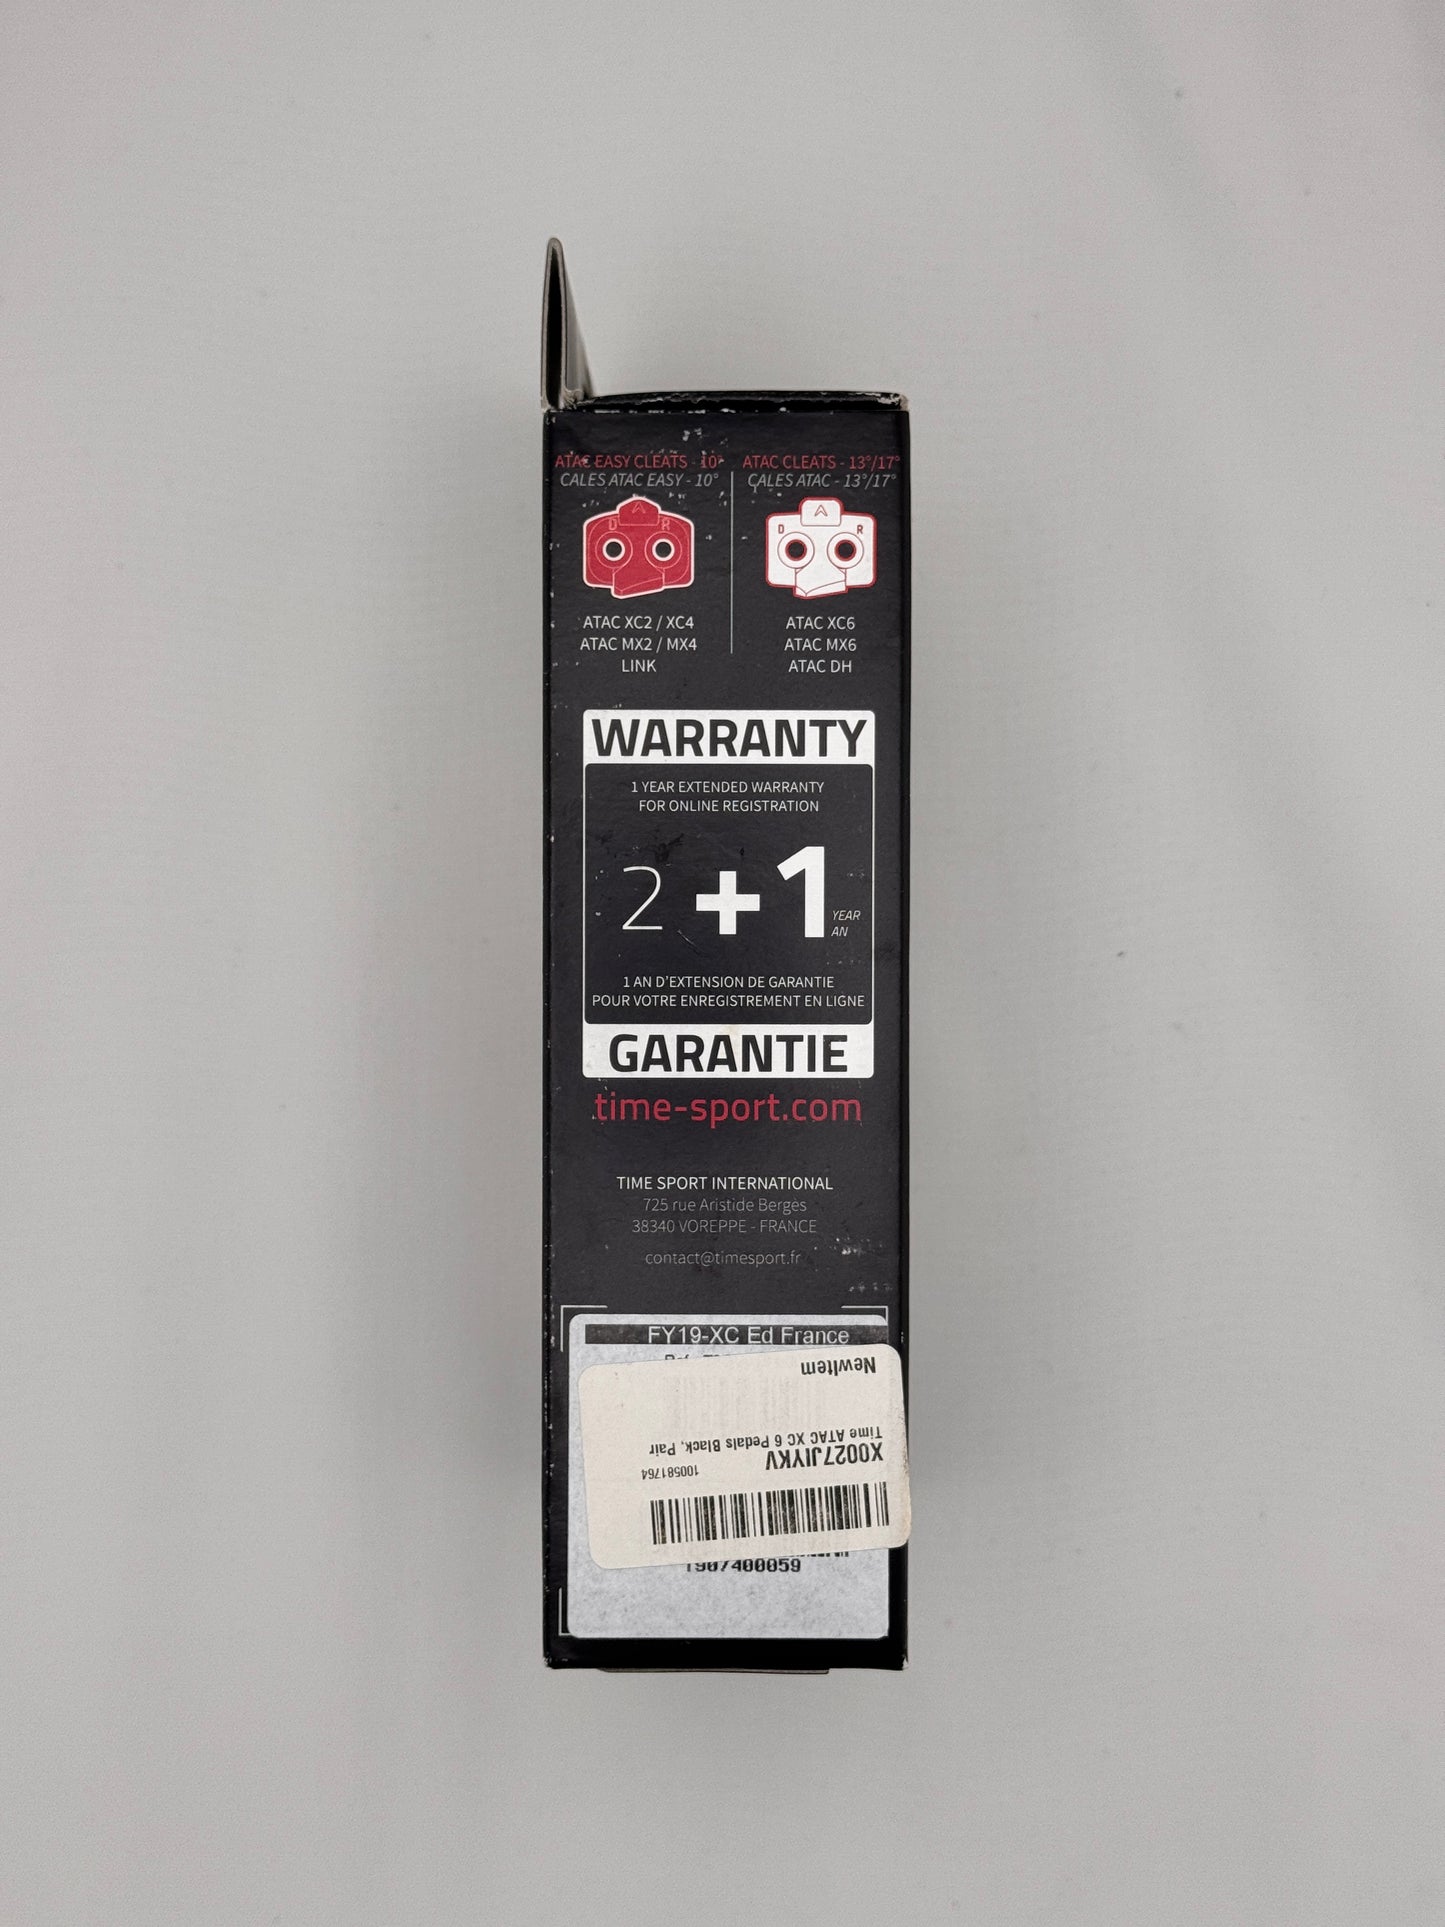 ATAC EASY CLEATS - 10°
CALES ATAC EASY - 10°
D R
ATAC XC2 / XC4
ATAC MX2 / MX4
LINK
ATAC CLEATS - 13°/17°
CALES ATAC - 13°/17°
D R
ATAC XC6
ATAC MX6
ATAC DH
WARRANTY
1 YEAR EXTENDED WARRANTY
FOR ONLINE REGISTRATION
2 +1 YEAR
AN
1 AN D'EXTENSION DE GARANTIE
POUR VOTRE ENREGISTREMENT EN LIGNE
GARANTIE
time-sport.com
TIME SPORT INTERNATIONAL
725 rue Aristide Bergès
38340 VOREPPE - FRANCE
contact@timesport.fr
FY19-XC Ed France
X0027JIYKV
100581764
Time ATAC XC 6 Pedals Black, Pair
NewItem
T907400059